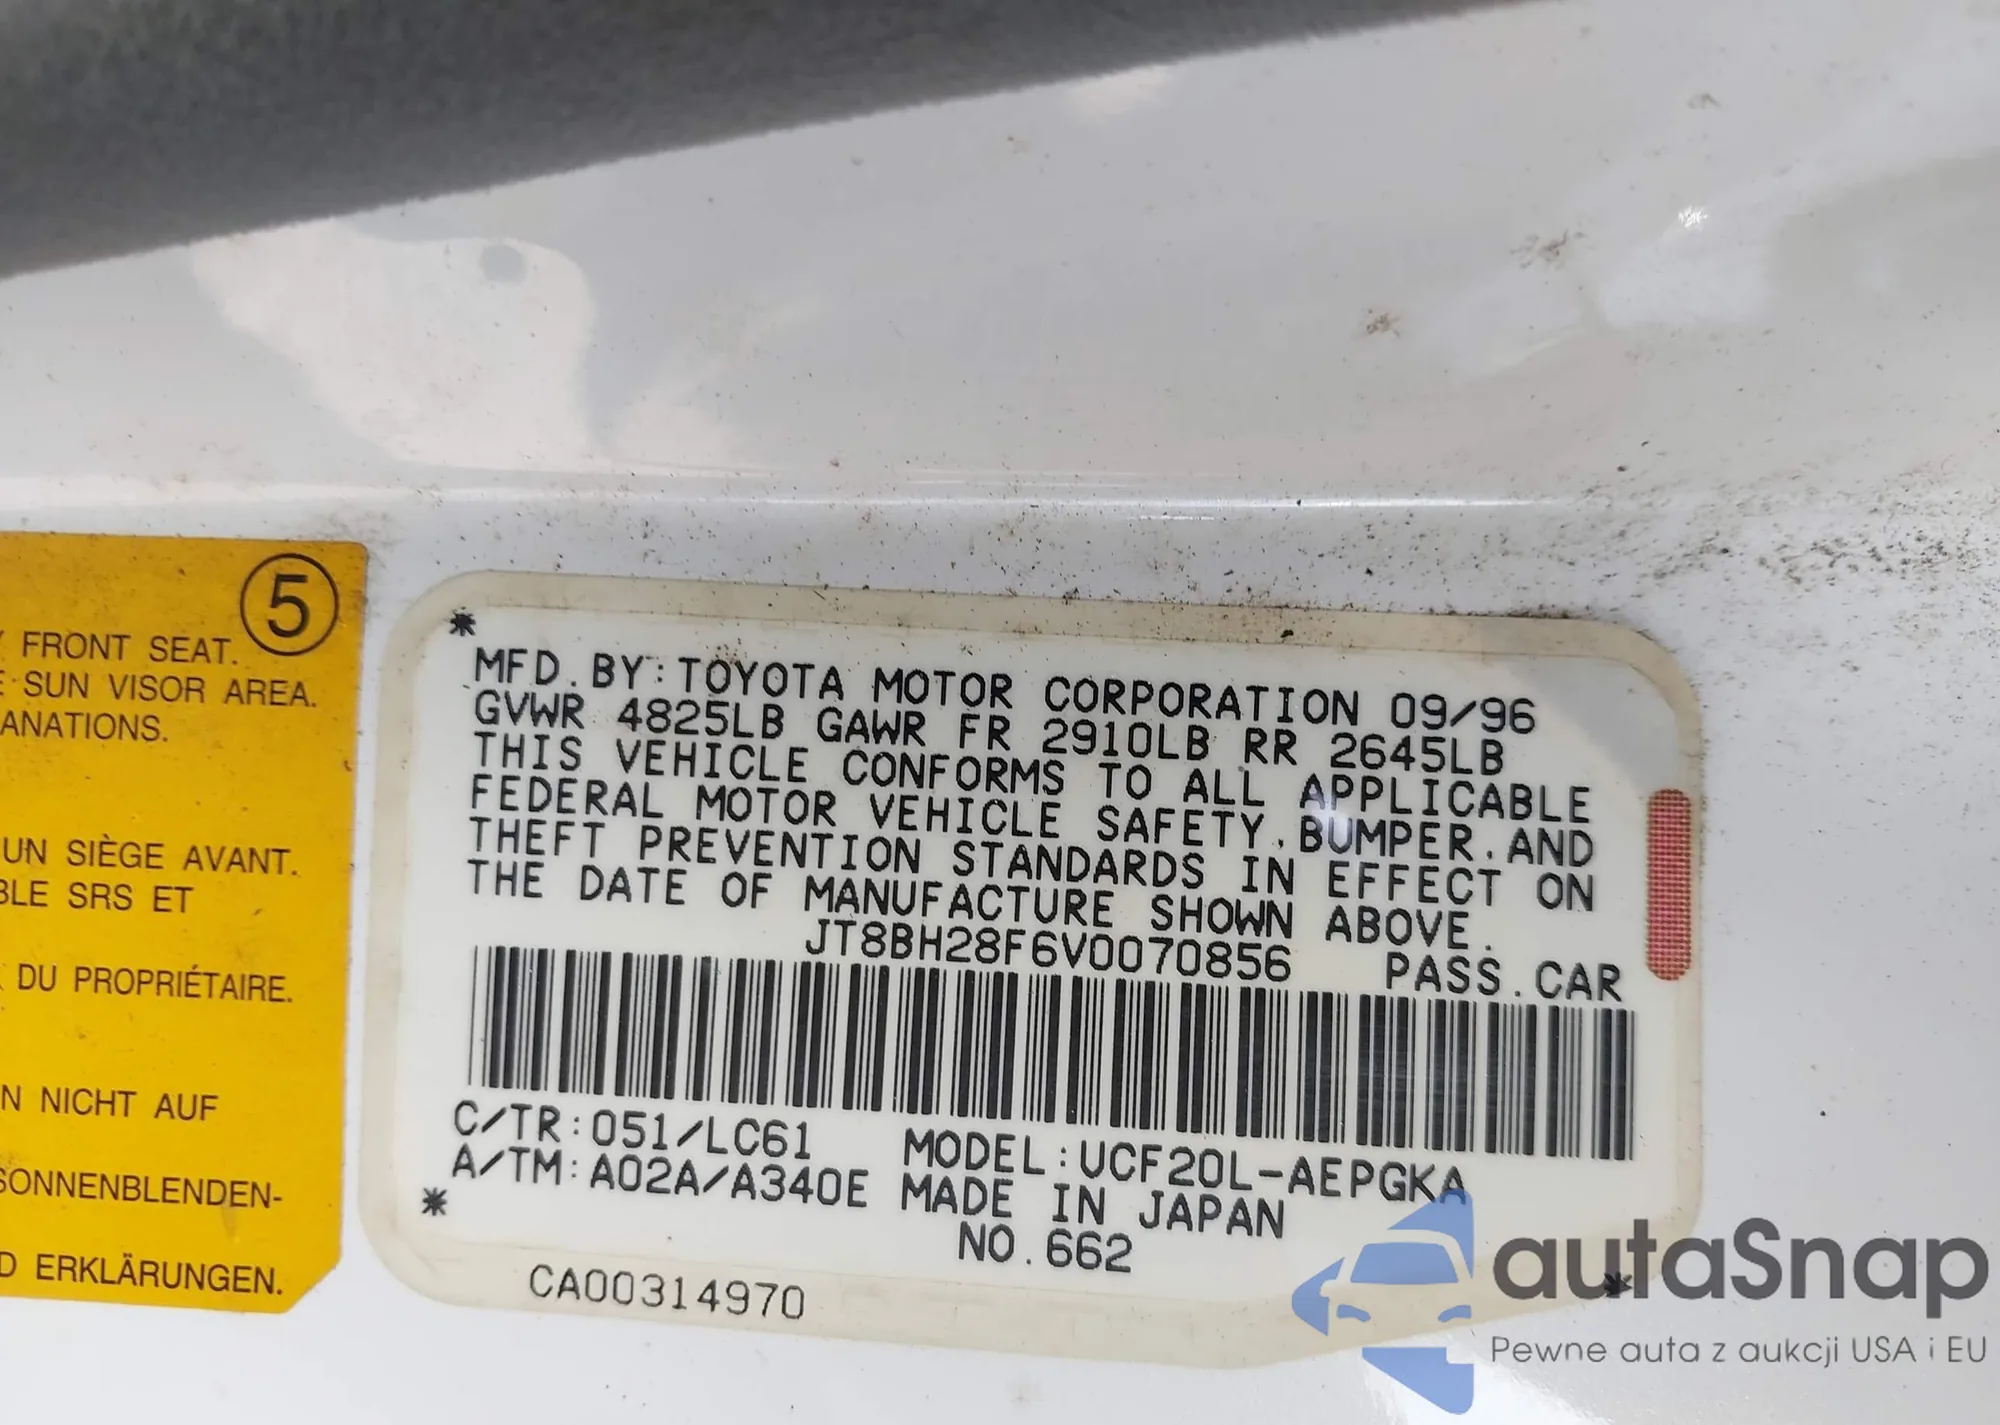 5
FRONT SEAT.
SUN VISOR AREA.
ANATIONS.
UN SIÈGE AVANT.
BLE SRS ET
DU PROPRIÉTAIRE.
N NICHT AUF
SONNENBLENDEN-
D ERKLÄRUNGEN.
*
MFD. BY: TOYOTA MOTOR CORPORATION 09/96
GVWR 4825LB GAWR FR 2910LB RR 2645LB
THIS VEHICLE CONFORMS TO ALL APPLICABLE
FEDERAL MOTOR VEHICLE SAFETY, BUMPER, AND
THEFT PREVENTION STANDARDS IN EFFECT ON
THE DATE OF MANUFACTURE SHOWN ABOVE.
JT8BH28F6V0070856 PASS. CAR
C/TR: 051/LC61 MODEL: UCF20L-AEPGKA
A/TM: A02A/A340E MADE IN JAPAN
* NO. 662 *
CA00314970
autaSnap
Pewne auta z aukcji USA i EU